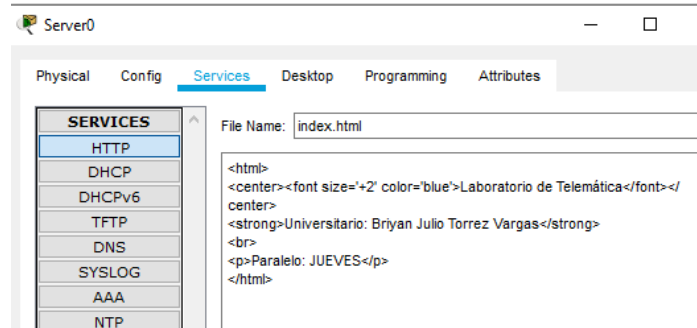 Server0
Physical Config Services Desktop Programming Attributes
SERVICES
HTTP
DHCP
DHCPv6
TFTP
DNS
SYSLOG
AAA
NTP
File Name: index.html
<html>
<center><font size='+2' color='blue'>Laboratorio de Telemática</font></
center>
<strong>Universitario: Briyan Julio Torrez Vargas</strong>
<br>
<p>Paralelo: JUEVES</p>
</html>